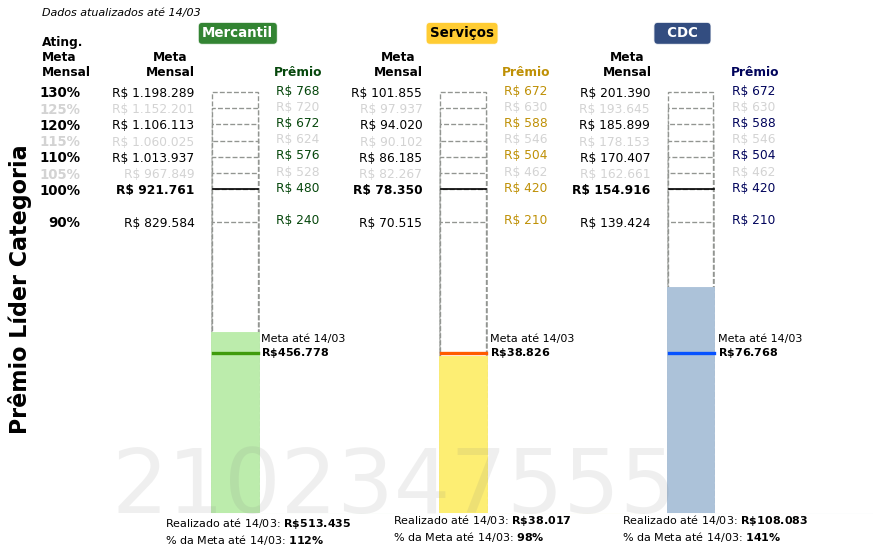 Dados atualizados até 14/03
Mercantil Serviços CDC
Ating.
Meta Meta Meta Meta
Mensal Mensal Prêmio Mensal Prêmio Mensal Prêmio
130% R$ 1.198.289 R$ 768 R$ 101.855 R$ 672 R$ 201.390 R$ 672
125% R$ 1.152.201 R$ 720 R$ 97.937 R$ 630 R$ 193.645 R$ 630
120% R$ 1.106.113 R$ 672 R$ 94.020 R$ 588 R$ 185.899 R$ 588
115% R$ 1.060.025 R$ 624 R$ 90.102 R$ 546 R$ 178.153 R$ 546
110% R$ 1.013.937 R$ 576 R$ 86.185 R$ 504 R$ 170.407 R$ 504
105% R$ 967.849 R$ 528 R$ 82.267 R$ 462 R$ 162.661 R$ 462
100% R$ 921.761 R$ 480 R$ 78.350 R$ 420 R$ 154.916 R$ 420
90% R$ 829.584 R$ 240 R$ 70.515 R$ 210 R$ 139.424 R$ 210
Prêmio Líder Categoria
Meta até 14/03 Meta até 14/03 Meta até 14/03
R$456.778 R$38.826 R$76.768
2102347555
Realizado até 14/03: R$513.435 Realizado até 14/03: R$38.017 Realizado até 14/03: R$108.083
% da Meta até 14/03: 112% % da Meta até 14/03: 98% % da Meta até 14/03: 141%